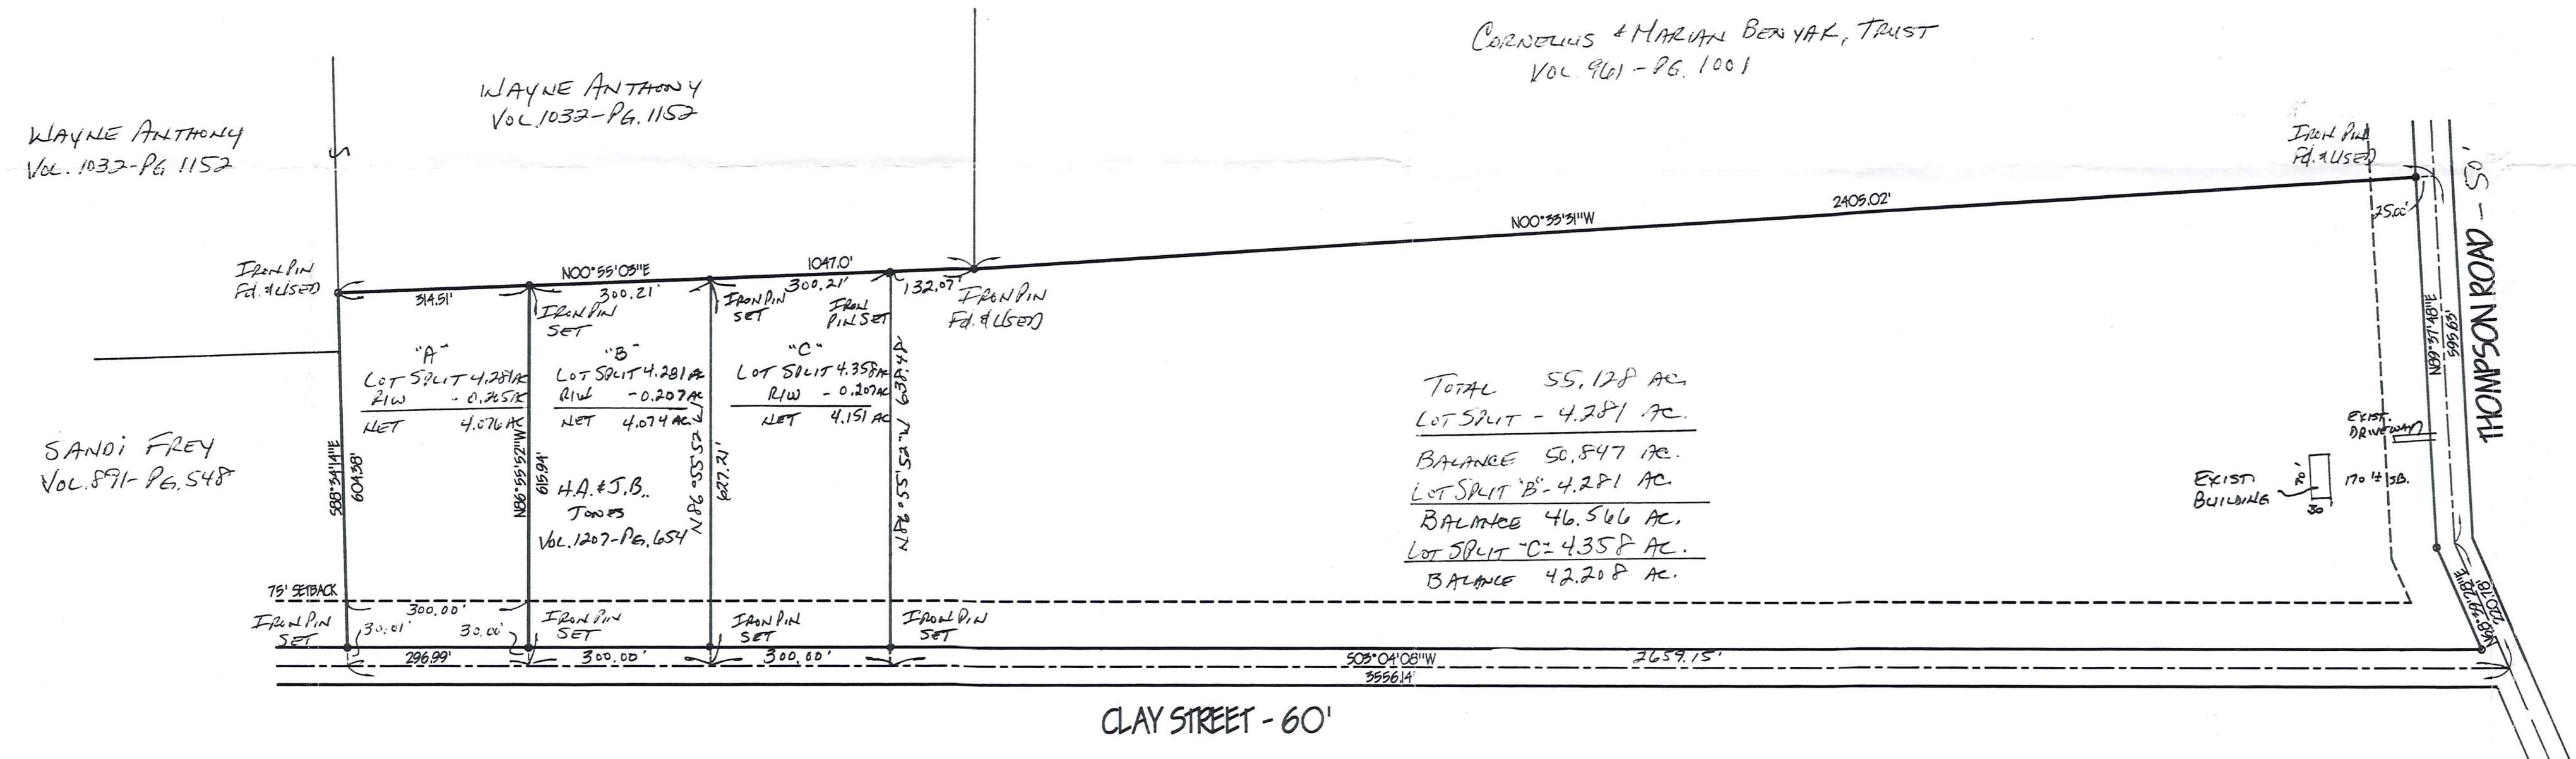 CORNELIUS & MARIAN BENYAK, TRUST
VOL. 961-PG. 1001
WAYNE ANTHONY
VOL. 1032-PG. 1152
WAYNE ANTHONY
VOL. 1032-PG 1152
IRON PIN
Fd. & USED
THOMPSON ROAD - 50'
25.00'
2405.02'
N00°33'31"W
IRON PIN
Fd. & USED
N00°55'03"E
1047.0'
314.51'
300.21'
300.21'
132.07'
IRON PIN
SET
IRON PIN
SET
IRON
PIN SET
IRON PIN
Fd. & USED
"A"
LOT SPLIT 4.281 AC
R/W - 0.205 AC
NET 4.076 AC
"B"
LOT SPLIT 4.281 AC
R/W - 0.207 AC
NET 4.074 AC.
"C"
LOT SPLIT 4.358 AC
R/W - 0.207 AC
NET 4.151 AC
SANDI FREY
VOL. 891-PG. 548
S88°34'14"E
604.38'
N86°55'52"W
615.94'
H.A. & J.B.
JONES
VOL. 1207-PG. 654
N86°55'52"W
627.21'
N86°55'52"W 638.48'
TOTAL 55.128 AC.
LOT SPLIT - 4.281 AC.
BALANCE 50.847 AC.
LOT SPLIT "B" - 4.281 AC.
BALANCE 46.566 AC.
LOT SPLIT "C" - 4.358 AC.
BALANCE 42.208 AC.
EXIST.
DRIVEWAY
EXIST.
BUILDING
70'
30'
170'± SB.
75' SETBACK
300.00'
IRON PIN
SET
30.01'
30.00'
IRON PIN
SET
IRON PIN
SET
IRON PIN
SET
296.99'
300.00'
300.00'
S03°04'08"W
2659.15'
3556.14'
CLAY STREET - 60'